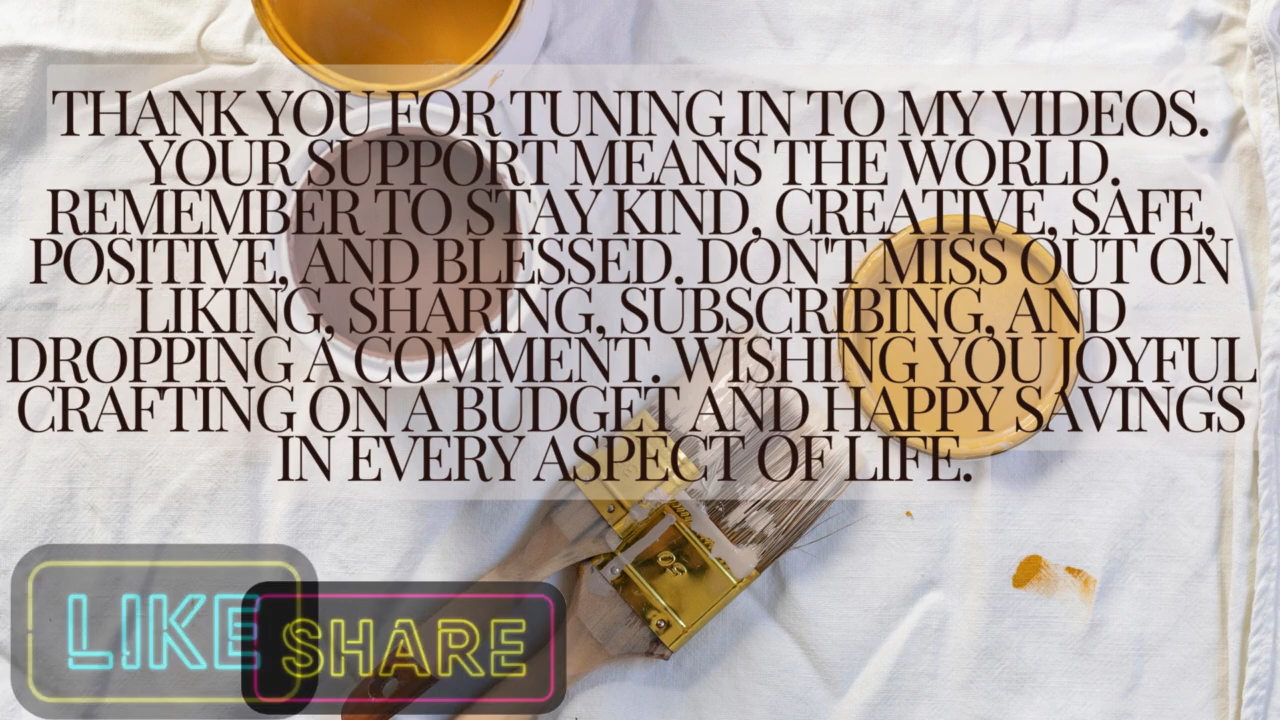 THANK YOU FOR TUNING IN TO MY VIDEOS.
YOUR SUPPORT MEANS THE WORLD.
REMEMBER TO STAY KIND, CREATIVE, SAFE,
POSITIVE, AND BLESSED. DON'T MISS OUT ON
LIKING, SHARING, SUBSCRIBING, AND
DROPPING A COMMENT. WISHING YOU JOYFUL
CRAFTING ON A BUDGET AND HAPPY SAVINGS
IN EVERY ASPECT OF LIFE.
50
LIKE
SHARE